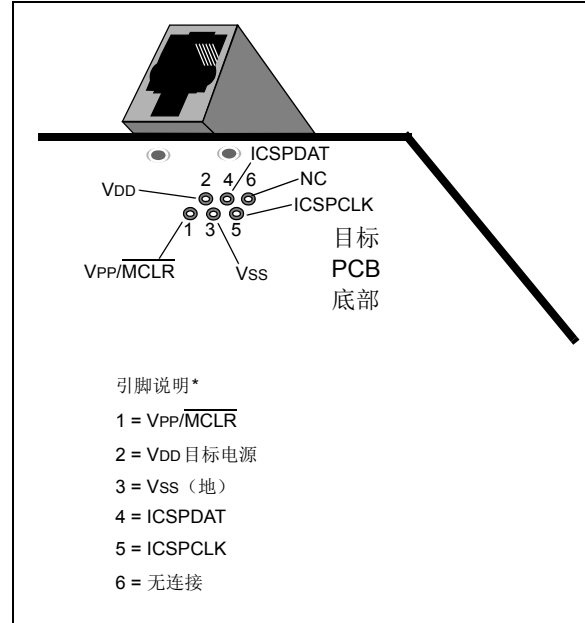 ICSPDAT
2 4 6
NC
VDD
ICSPCLK
1 3 5
目标
PCB
底部
VPP/MCLR
Vss
引脚说明*
1 = VPP/MCLR
2 = VDD 目标电源
3 = Vss（地）
4 = ICSPDAT
5 = ICSPCLK
6 = 无连接